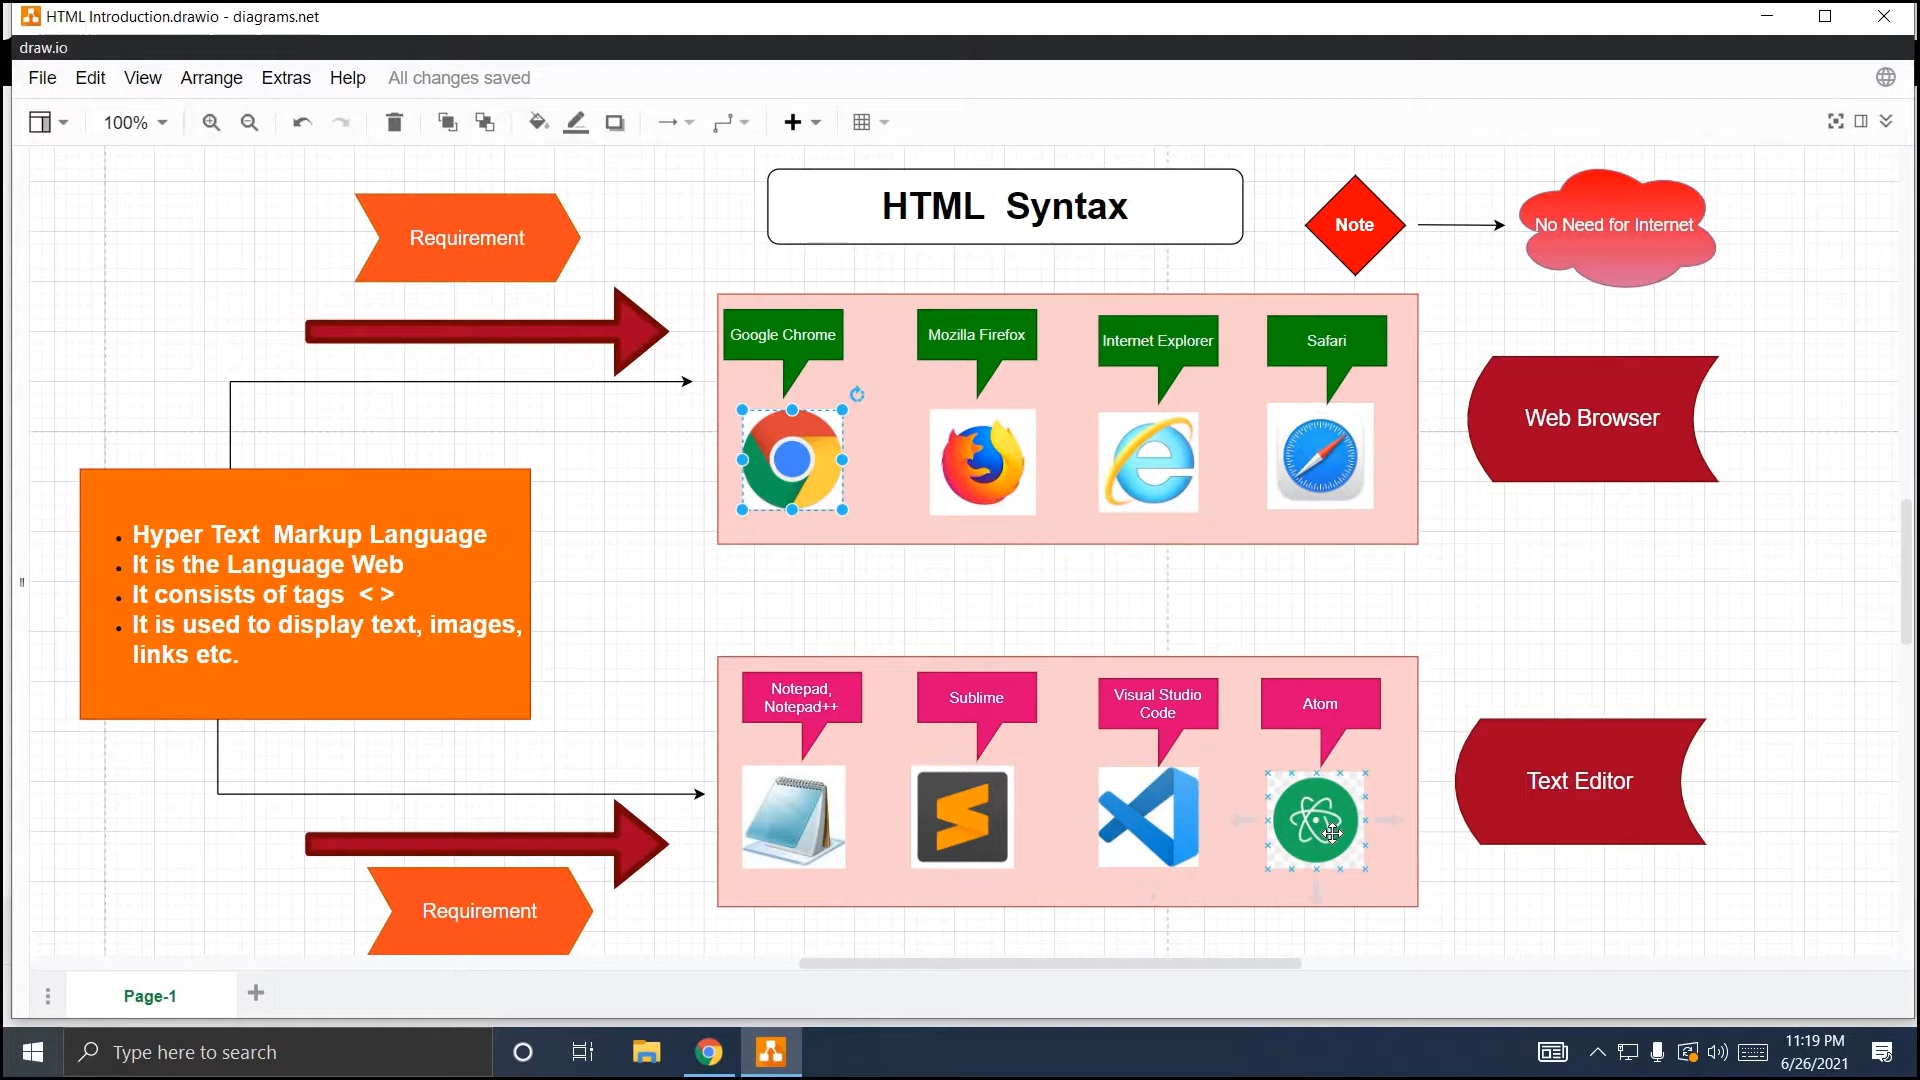 HTML Introduction.drawio - diagrams.net
draw.io
File Edit View Arrange Extras Help All changes saved
100%
HTML  Syntax
Requirement
Note
No Need for Internet
Google Chrome
Mozilla Firefox
Internet Explorer
Safari
Web Browser
Hyper Text  Markup Language
It is the Language Web
It consists of tags  < >
It is used to display text, images,
links etc.
Notepad,
Notepad++
Sublime
Visual Studio
Code
Atom
Text Editor
Requirement
Page-1
Type here to search
11:19 PM
6/26/2021